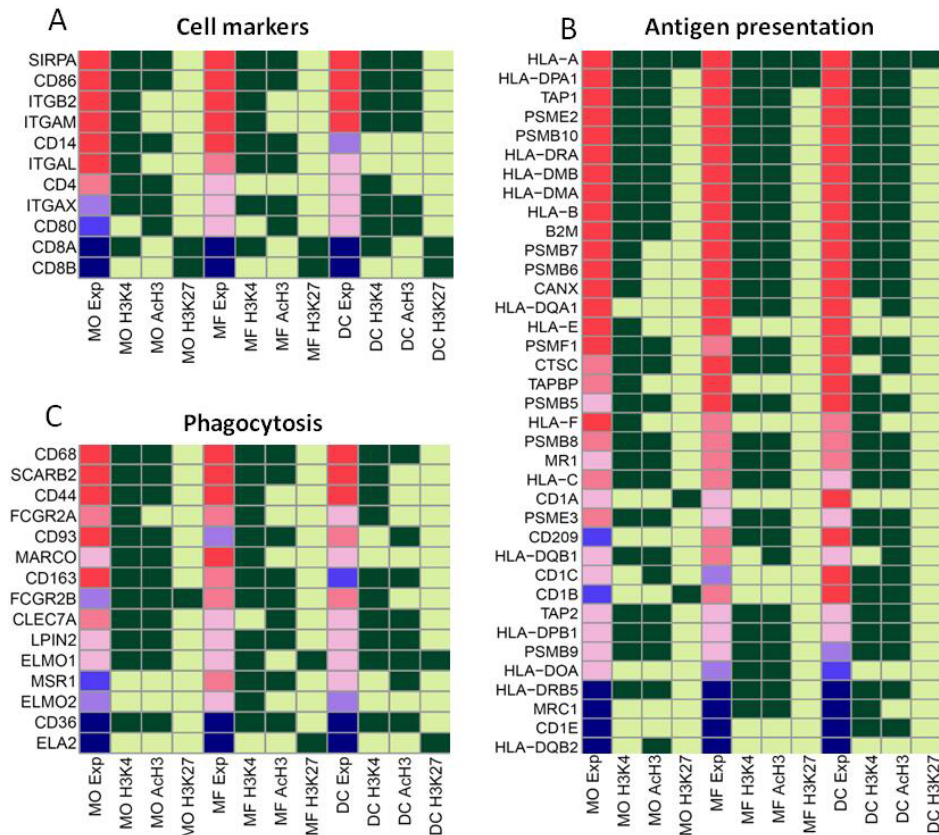 A
Cell markers
SIRPA
CD86
ITGB2
ITGAM
CD14
ITGAL
CD4
ITGAX
CD80
CD8A
CD8B
MO Exp
MO H3K4
MO AcH3
MO H3K27
MF Exp
MF H3K4
MF AcH3
MF H3K27
DC Exp
DC H3K4
DC AcH3
DC H3K27
C
Phagocytosis
CD68
SCARB2
CD44
FCGR2A
CD93
MARCO
CD163
FCGR2B
CLEC7A
LPIN2
ELMO1
MSR1
ELMO2
CD36
ELA2
MO Exp
MO H3K4
MO AcH3
MO H3K27
MF Exp
MF H3K4
MF AcH3
MF H3K27
DC Exp
DC H3K4
DC AcH3
DC H3K27
B
Antigen presentation
HLA−A
HLA−DPA1
TAP1
PSME2
PSMB10
HLA−DRA
HLA−DMB
HLA−DMA
HLA−B
B2M
PSMB7
PSMB6
CANX
HLA−DQA1
HLA−E
PSMF1
CTSC
TAPBP
PSMB5
HLA−F
PSMB8
MR1
HLA−C
CD1A
PSME3
CD209
HLA−DQB1
CD1C
CD1B
TAP2
HLA−DPB1
PSMB9
HLA−DOA
HLA−DRB5
MRC1
CD1E
HLA−DQB2
MO Exp
MO H3K4
MO AcH3
MO H3K27
MF Exp
MF H3K4
MF AcH3
MF H3K27
DC Exp
DC H3K4
DC AcH3
DC H3K27